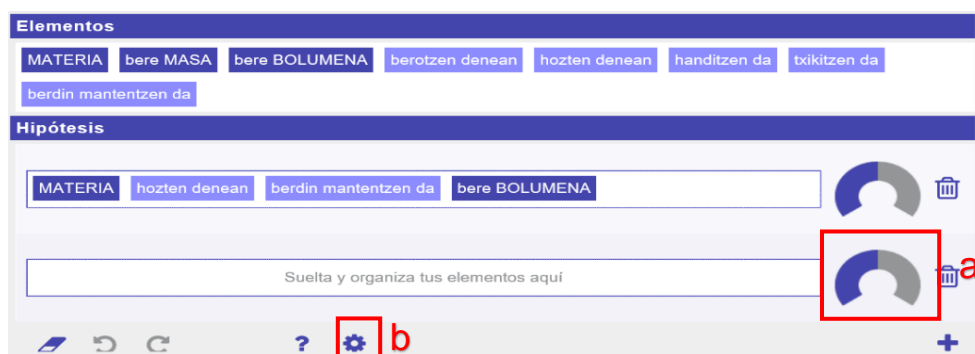 Elementos
MATERIA bere MASA bere BOLUMENA berotzen denean hozten denean handitzen da txikitzen da
berdin mantentzen da
Hipótesis
MATERIA hozten denean berdin mantentzen da bere BOLUMENA
Suelta y organiza tus elementos aquí
a
? b +